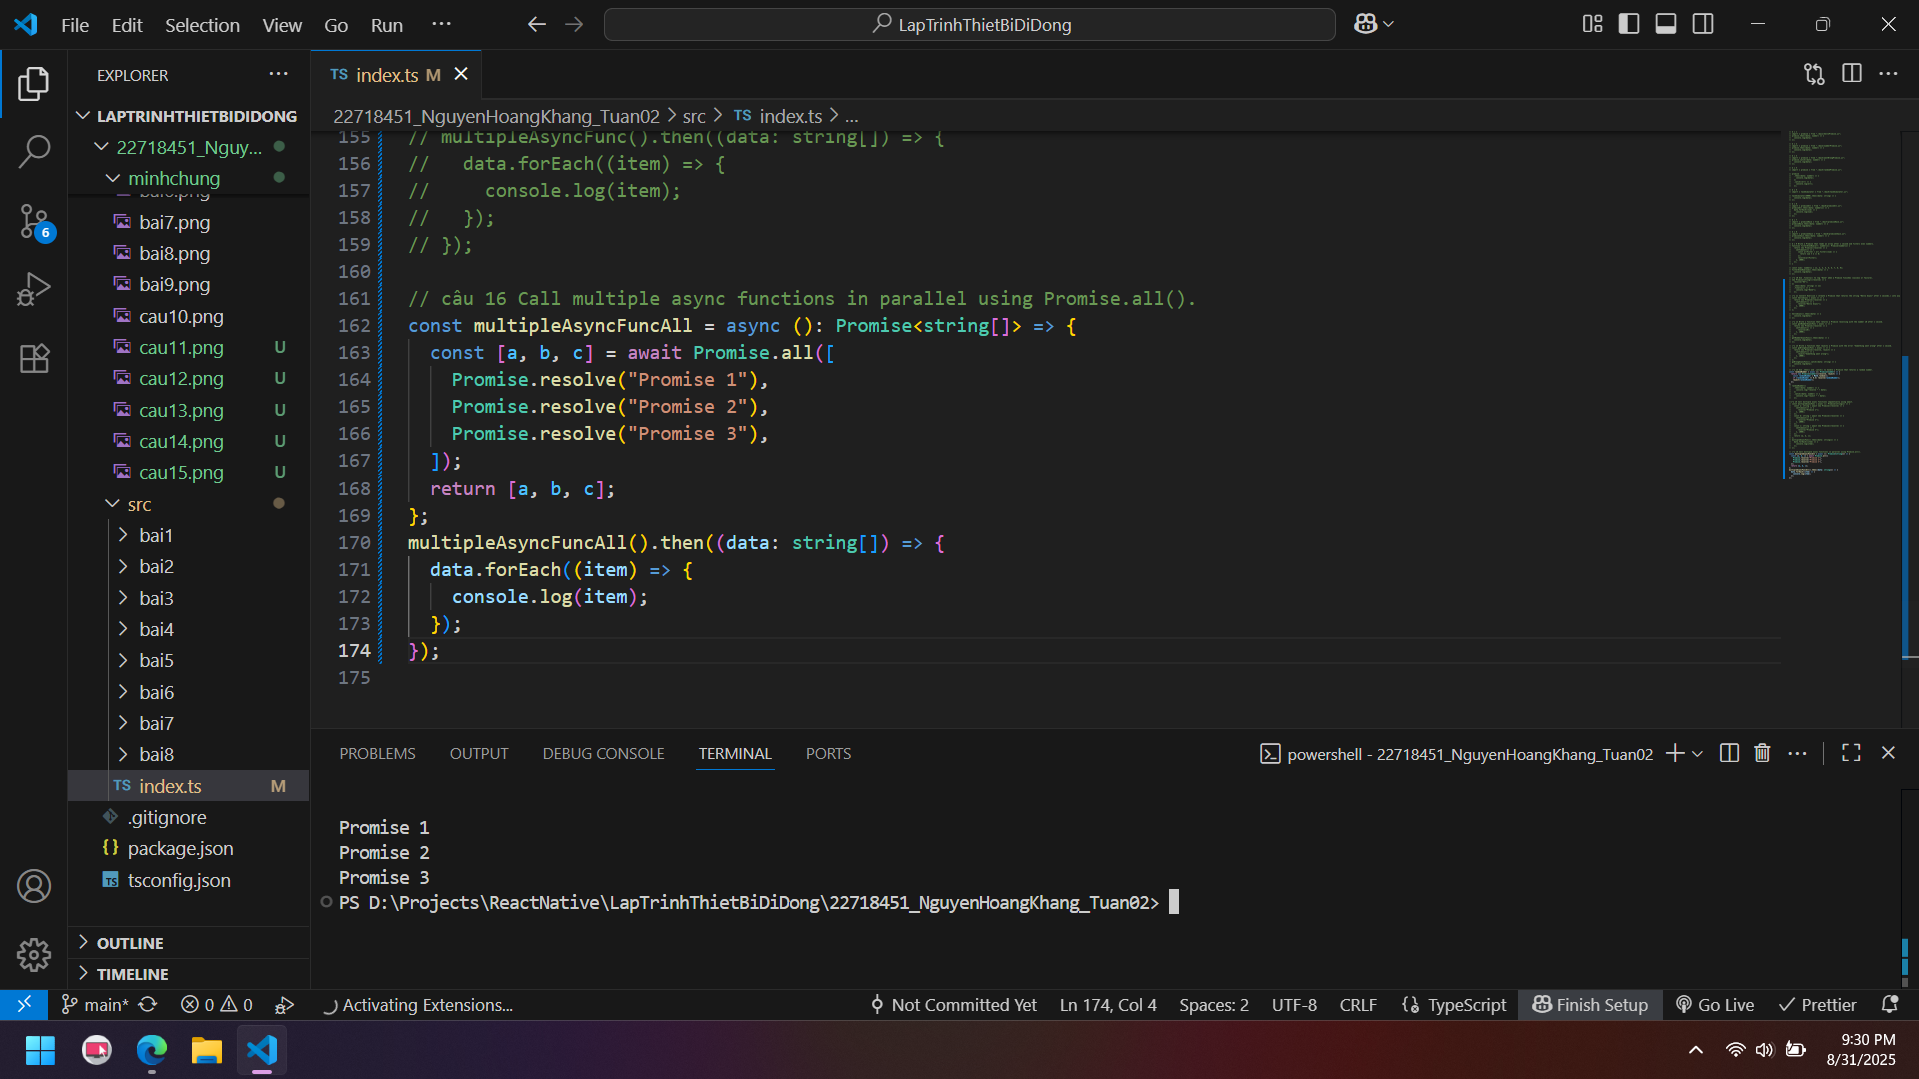 File Edit Selection View Go Run ···
LapTrinhThietBiDiDong
EXPLORER
LAPTRINHTHIETBIDIDONG
22718451_Nguy...
minhchung
bai6.png
bai7.png
bai8.png
bai9.png
cau10.png
cau11.png U
cau12.png U
cau13.png U
cau14.png U
cau15.png U
src
bai1
bai2
bai3
bai4
bai5
bai6
bai7
bai8
TS index.ts M
.gitignore
{} package.json
TS tsconfig.json
OUTLINE
TIMELINE
6
TS index.ts M
22718451_NguyenHoangKhang_Tuan02 > src > TS index.ts > ...
155 // multipleAsyncFunc().then((data: string[]) => {
156 //   data.forEach((item) => {
157 //     console.log(item);
158 //   });
159 // });
160
161 // câu 16 Call multiple async functions in parallel using Promise.all().
162 const multipleAsyncFuncAll = async (): Promise<string[]> => {
163   const [a, b, c] = await Promise.all([
164     Promise.resolve("Promise 1"),
165     Promise.resolve("Promise 2"),
166     Promise.resolve("Promise 3"),
167   ]);
168   return [a, b, c];
169 };
170 multipleAsyncFuncAll().then((data: string[]) => {
171   data.forEach((item) => {
172     console.log(item);
173   });
174 });
175
PROBLEMS OUTPUT DEBUG CONSOLE TERMINAL PORTS
powershell - 22718451_NguyenHoangKhang_Tuan02
Promise 1
Promise 2
Promise 3
PS D:\Projects\ReactNative\LapTrinhThietBiDiDong\22718451_NguyenHoangKhang_Tuan02>
main* 0 0 Activating Extensions... Not Committed Yet Ln 174, Col 4 Spaces: 2 UTF-8 CRLF {} TypeScript Finish Setup Go Live Prettier
9:30 PM
8/31/2025